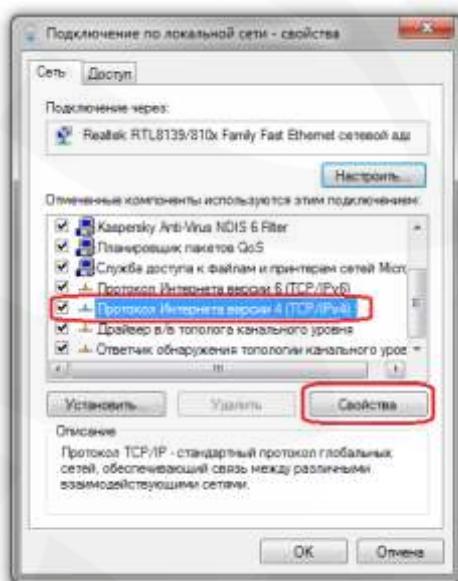 Подключение по локальной сети - свойства
Сеть
Доступ
Подключение через:
Realtek RTL8139/810x Family Fast Ethernet сетевой ада
Настроить...
Отмеченные компоненты используются этим подключением:
Kaspersky Anti-Virus NDIS 6 Filter
Планировщик пакетов QoS
Служба доступа к файлам и принтерам сетей Micro
Протокол Интернета версии 6 (TCP/IPv6)
Протокол Интернета версии 4 (TCP/IPv4)
Драйвер в/в тополога канального уровня
Ответчик обнаружения топологии канального уров
Установить...
Удалить
Свойства
Описание
Протокол TCP/IP - стандартный протокол глобальных
сетей, обеспечивающий связь между различными
взаимодействующими сетями.
OK
Отмена